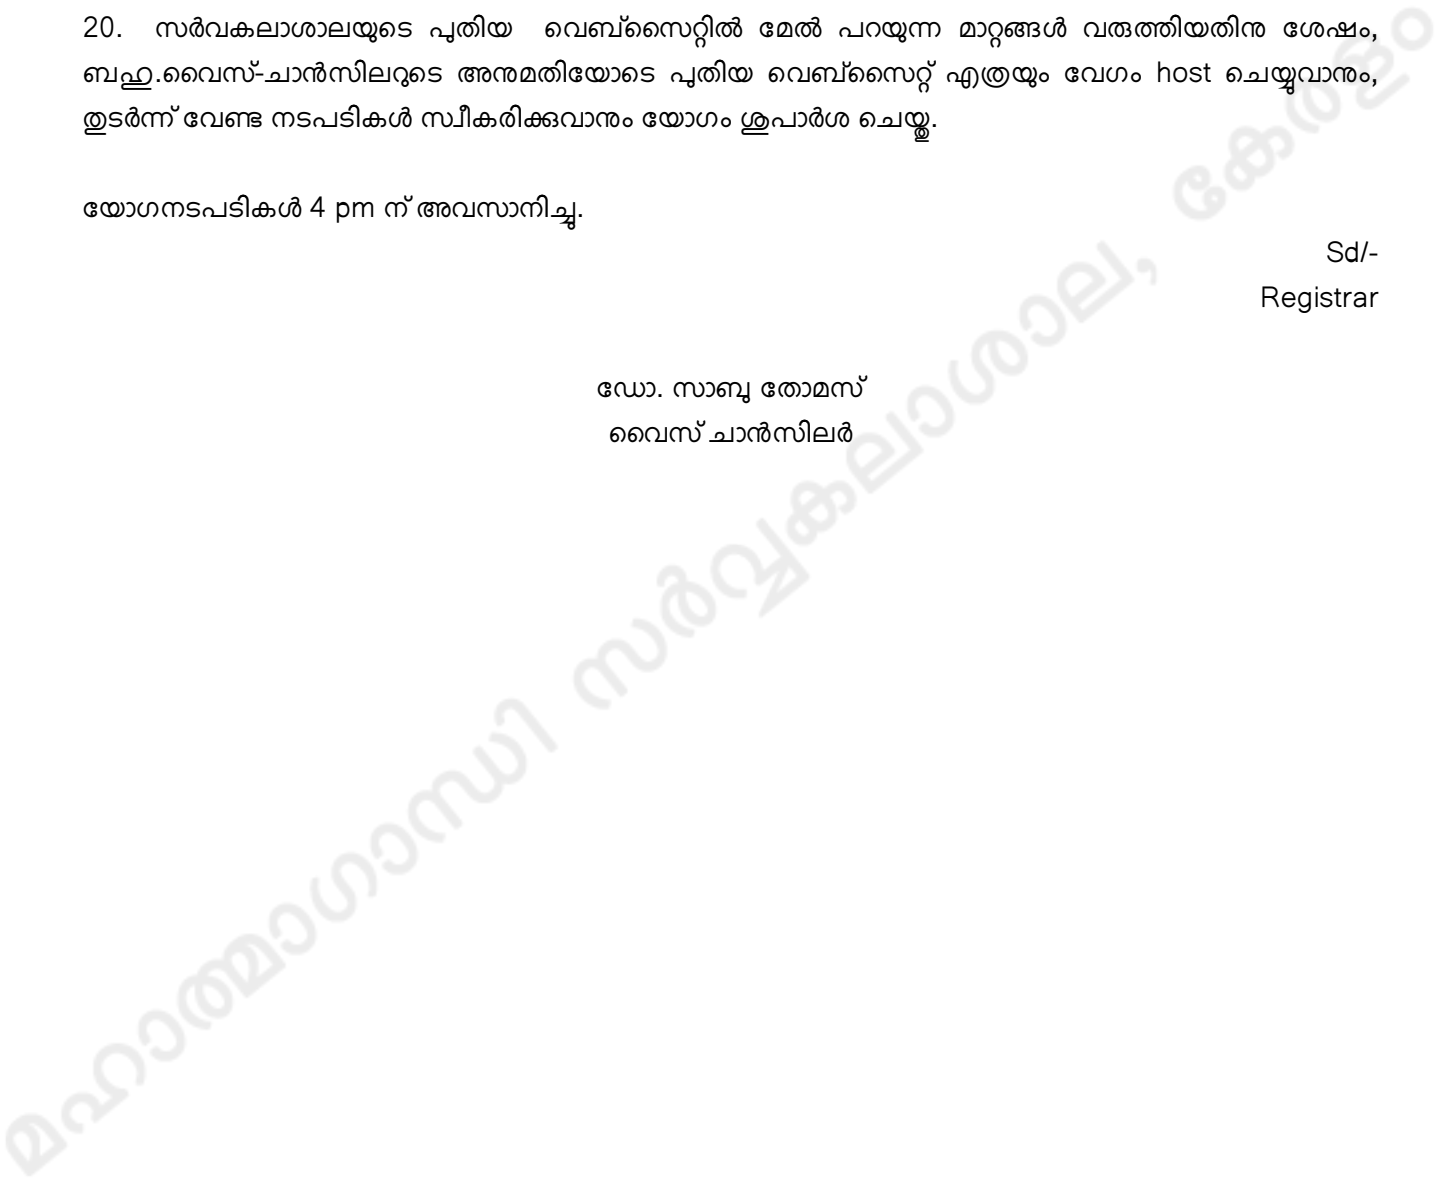 20. സർവകലാശാലയുടെ പുതിയ വെബ്സൈറ്റിൽ മേൽ പറയുന്ന മാറ്റങ്ങൾ വരുത്തിയതിനു ശേഷം,
ബഹു.വൈസ്-ചാൻസിലറുടെ അനുമതിയോടെ പുതിയ വെബ്സൈറ്റ് എത്രയും വേഗം host ചെയ്യുവാനും,
തുടർന്ന് വേണ്ട നടപടികൾ സ്വീകരിക്കുവാനും യോഗം ശുപാർശ ചെയ്തു.
യോഗനടപടികൾ 4 pm ന് അവസാനിച്ചു.
Sd/-
Registrar
ഡോ. സാബു തോമസ്
വൈസ് ചാൻസിലർ
മഹാത്മാഗാന്ധി സർവ്വകലാശാല, കേരളം